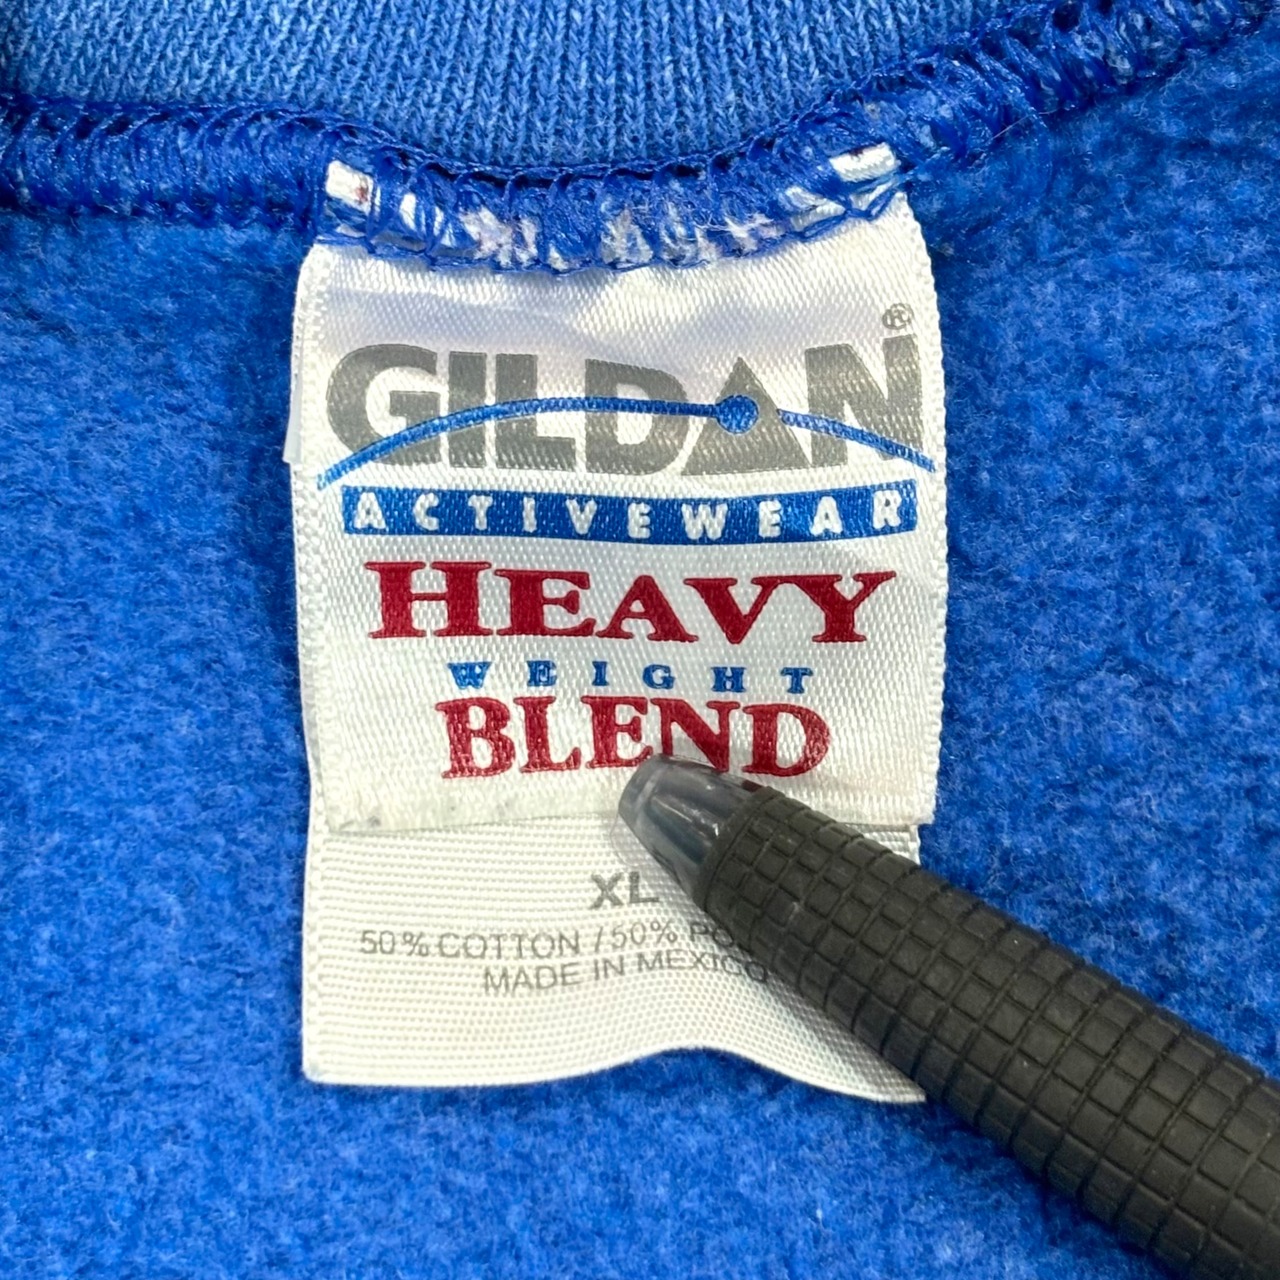 GILDAN®
ACTIVEWEAR
HEAVY
WEIGHT
BLEND
XL
50% COTTON / 50%
MADE IN MEXICO